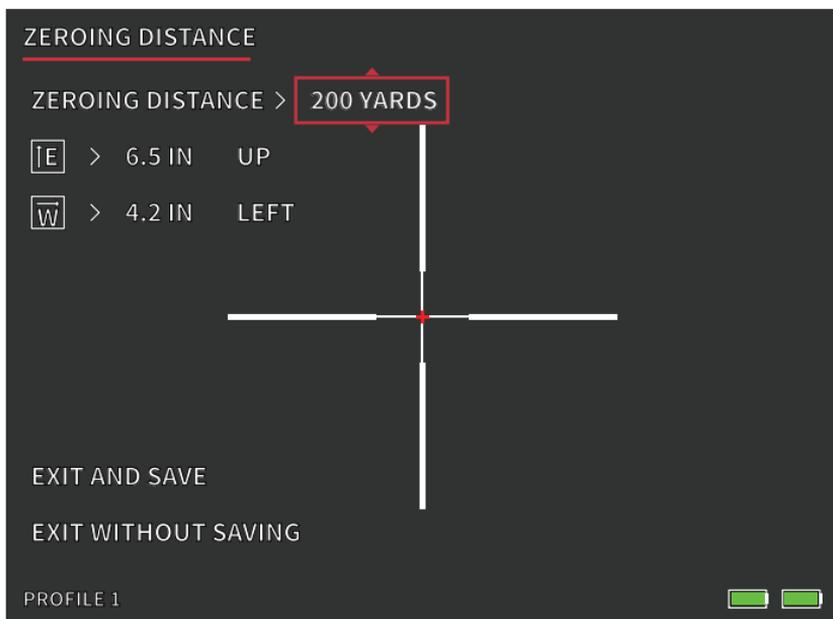 ZEROING DISTANCE
ZEROING DISTANCE > 200 YARDS
↑E > 6.5 IN UP
W > 4.2 IN LEFT
EXIT AND SAVE
EXIT WITHOUT SAVING
PROFILE 1